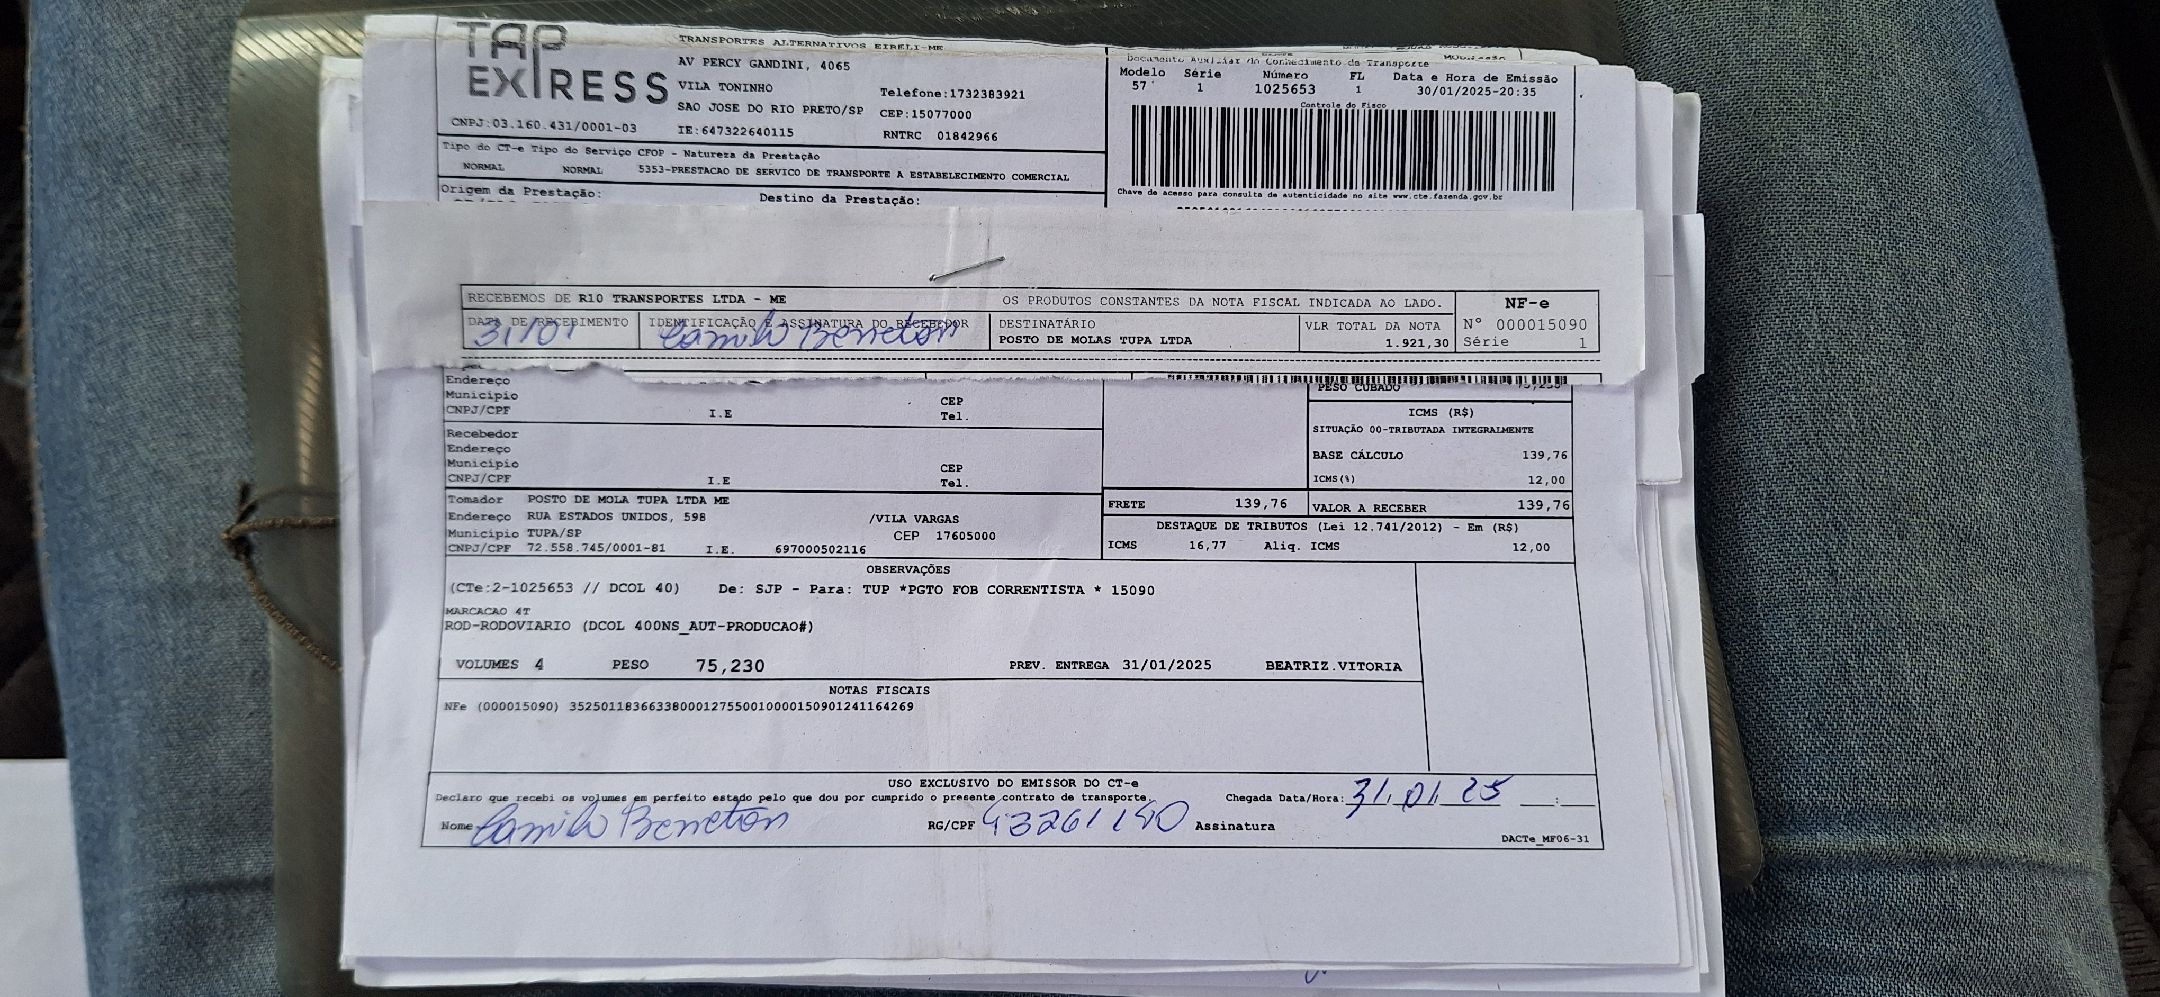 TAP EXPRESS
TRANSPORTES ALTERNATIVOS EIRELI-ME
AV PERCY GANDINI, 4065
VILA TONINHO Telefone:1732383921
SAO JOSE DO RIO PRETO/SP CEP:15077000
CNPJ:03.160.431/0001-03 IE:647322640115 RNTRC 01842966
Documento Auxiliar do Conhecimento de Transporte
Modelo Série Número FL Data e Hora de Emissão
57 1 1025653 1 30/01/2025-20:35
Controle do Fisco
Chave de acesso para consulta de autenticidade no site www.cte.fazenda.gov.br
Tipo do CT-e Tipo do Serviço CFOP - Natureza da Prestação
NORMAL NORMAL 5353-PRESTACAO DE SERVICO DE TRANSPORTE A ESTABELECIMENTO COMERCIAL
Origem da Prestação: Destino da Prestação:
RECEBEMOS DE R10 TRANSPORTES LTDA - ME OS PRODUTOS CONSTANTES DA NOTA FISCAL INDICADA AO LADO.
DATA DE RECEBIMENTO IDENTIFICAÇÃO E ASSINATURA DO RECEBEDOR
31/01 Camila Benneton
DESTINATÁRIO
POSTO DE MOLAS TUPA LTDA
VLR TOTAL DA NOTA
1.921,30
NF-e
Nº 000015090
Série 1
Endereço
Municipio CEP
CNPJ/CPF I.E Tel.
Recebedor
Endereço
Municipio CEP
CNPJ/CPF I.E Tel.
PESO CUBADO
ICMS (R$)
SITUAÇÃO 00-TRIBUTADA INTEGRALMENTE
BASE CÁLCULO 139,76
ICMS(%) 12,00
Tomador POSTO DE MOLA TUPA LTDA ME
Endereço RUA ESTADOS UNIDOS, 598 /VILA VARGAS
Municipio TUPA/SP CEP 17605000
CNPJ/CPF 72.558.745/0001-81 I.E. 697000502116
FRETE 139,76 VALOR A RECEBER 139,76
DESTAQUE DE TRIBUTOS (Lei 12.741/2012) - Em (R$)
ICMS 16,77 Aliq. ICMS 12,00
OBSERVAÇÕES
(CTe:2-1025653 // DCOL 40) De: SJP - Para: TUP *PGTO FOB CORRENTISTA * 15090
MARCACAO 4T
ROD-RODOVIARIO (DCOL 400NS_AUT-PRODUCAO#)
VOLUMES 4 PESO 75,230 PREV. ENTREGA 31/01/2025 BEATRIZ.VITORIA
NOTAS FISCAIS
NFe (000015090) 35250118366338000127550010000150901241164269
USO EXCLUSIVO DO EMISSOR DO CT-e
Declaro que recebi os volumes em perfeito estado pelo que dou por cumprido o presente contrato de transporte. Chegada Data/Hora: 31.01.25 __:__
Nome Camila Benneton RG/CPF Assinatura
DACTe_MF06-31